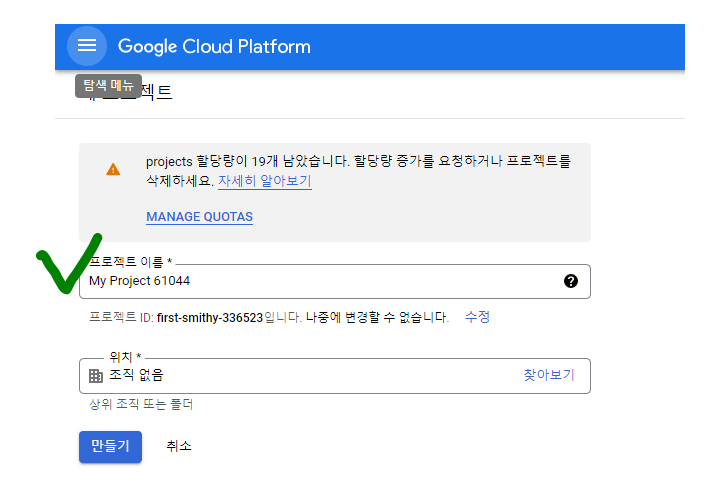 Google Cloud Platform
탐색 메뉴
젝트
projects 할당량이 19개 남았습니다. 할당량 증가를 요청하거나 프로젝트를
삭제하세요. 자세히 알아보기
MANAGE QUOTAS
프로젝트 이름 *
My Project 61044
프로젝트 ID: first-smithy-336523입니다. 나중에 변경할 수 없습니다. 수정
위치 *
조직 없음 찾아보기
상위 조직 또는 폴더
만들기 취소